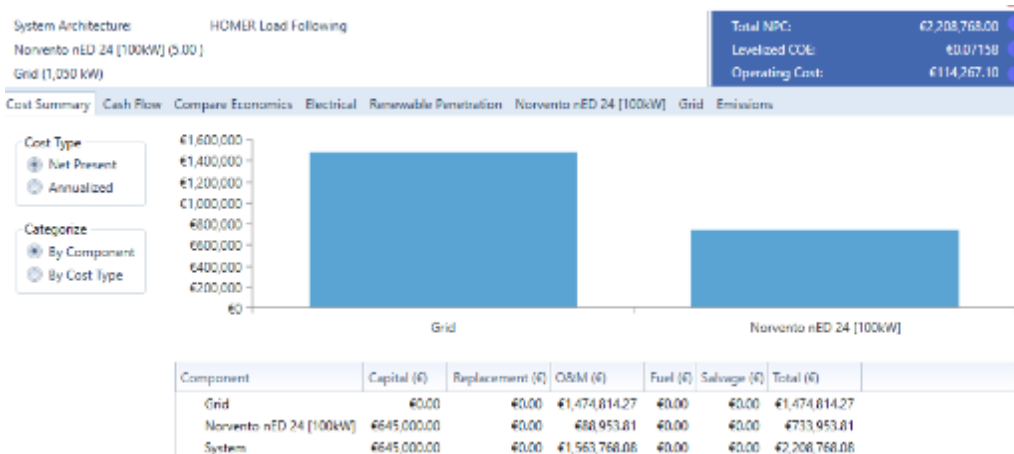 System Architecture: HOMER Load Following
Norvento nED 24 [100kW] (5.00 )
Grid (1,050 kW)
Total NPC: €2,208,768.00
Levelized COE: €0.07158
Operating Cost: €114,267.10
Cost Summary Cash Flow Compare Economics Electrical Renewable Penetration Norvento nED 24 [100kW] Grid Emissions
Cost Type
Net Present
Annualized
Categorize
By Component
By Cost Type
€1,600,000
€1,400,000
€1,200,000
€1,000,000
€800,000
€600,000
€400,000
€200,000
€0
Grid Norvento nED 24 [100kW]
Component Capital (€) Replacement (€) O&M (€) Fuel (€) Salvage (€) Total (€)
Grid €0.00 €0.00 €1,474,814.27 €0.00 €0.00 €1,474,814.27
Norvento nED 24 [100kW] €645,000.00 €0.00 €88,953.81 €0.00 €0.00 €733,953.81
System €645,000.00 €0.00 €1,563,768.08 €0.00 €0.00 €2,208,768.08